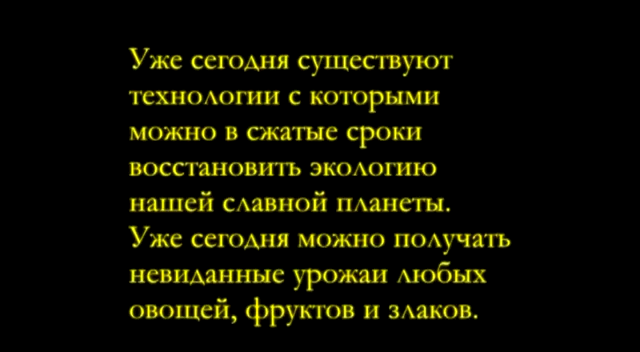 Уже сегодня существуют
технологии с которыми
можно в сжатые сроки
восстановить экологию
нашей славной планеты.
Уже сегодня можно получать
невиданные урожаи любых
овощей, фруктов и злаков.